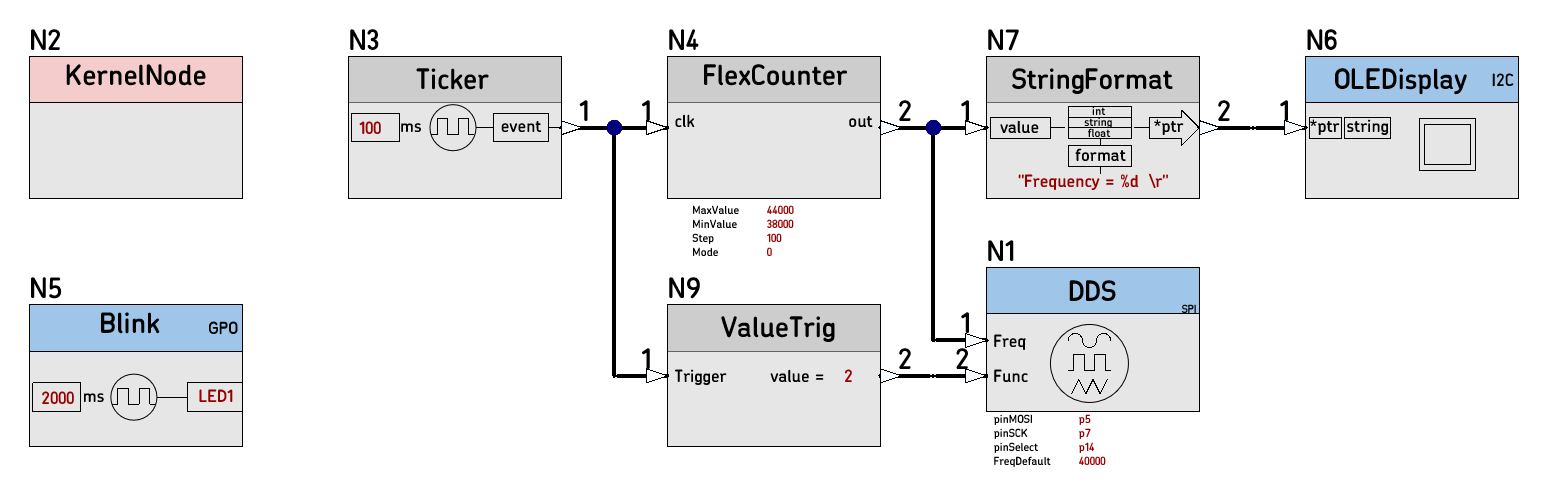 N2
KernelNode
N3
Ticker
100 ms
event
1
N4
FlexCounter
1
clk
out
2
MaxValue 44000
MinValue 38000
Step 100
Mode 0
N7
StringFormat
1
value
int
string
float
format
*ptr
"Frequency = %d \r"
2
N6
OLEDisplay I2C
1
*ptr string
N5
Blink GPO
2000 ms
LED1
N9
ValueTrig
1
Trigger value = 2
2
N1
DDS
SPI
1
Freq
2
Func
pinMOSI p5
pinSCK p7
pinSelect p14
FreqDefault 40000